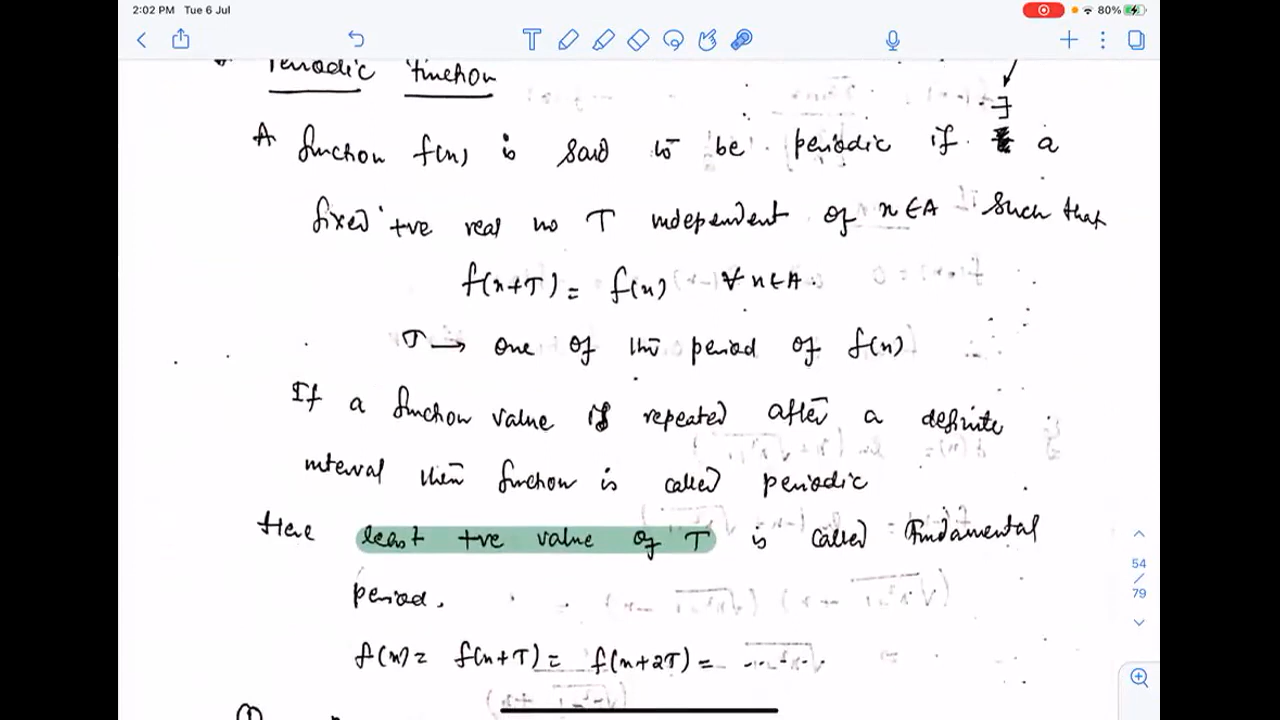 2:02 PM Tue 6 Jul
80%
T
Periodic Function
∃
A function f(x) is said to be periodic if a
fixed +ve real no T independent of x ∈ A such that
f(x+T) = f(x) ∀ x ∈ A.
T → one of the period of f(x)
If a function value is repeated after a definite
interval then function is called periodic
Here least +ve value of T is called Fundamental
period.
54
/
79
f(x) = f(x+T) = f(x+2T) =